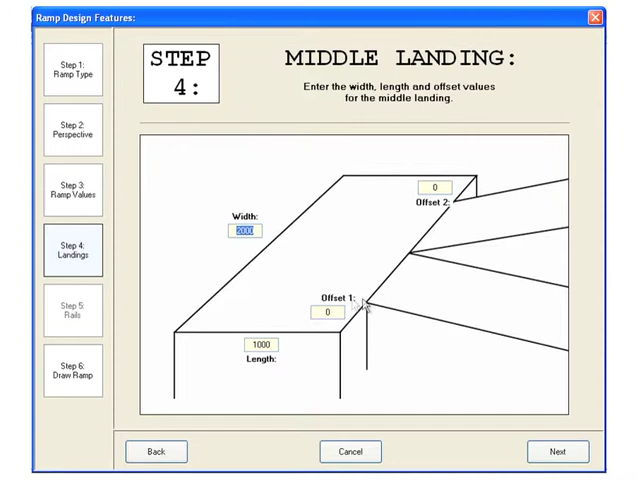 Ramp Design Features:
Step 1:
Ramp Type
Step 2:
Perspective
Step 3:
Ramp Values
Step 4:
Landings
Step 5:
Rails
Step 6:
Draw Ramp
STEP
4:
MIDDLE LANDING:
Enter the width, length and offset values
for the middle landing.
0
Offset 2:
Width:
2000
Offset 1:
0
1000
Length:
Back
Cancel
Next